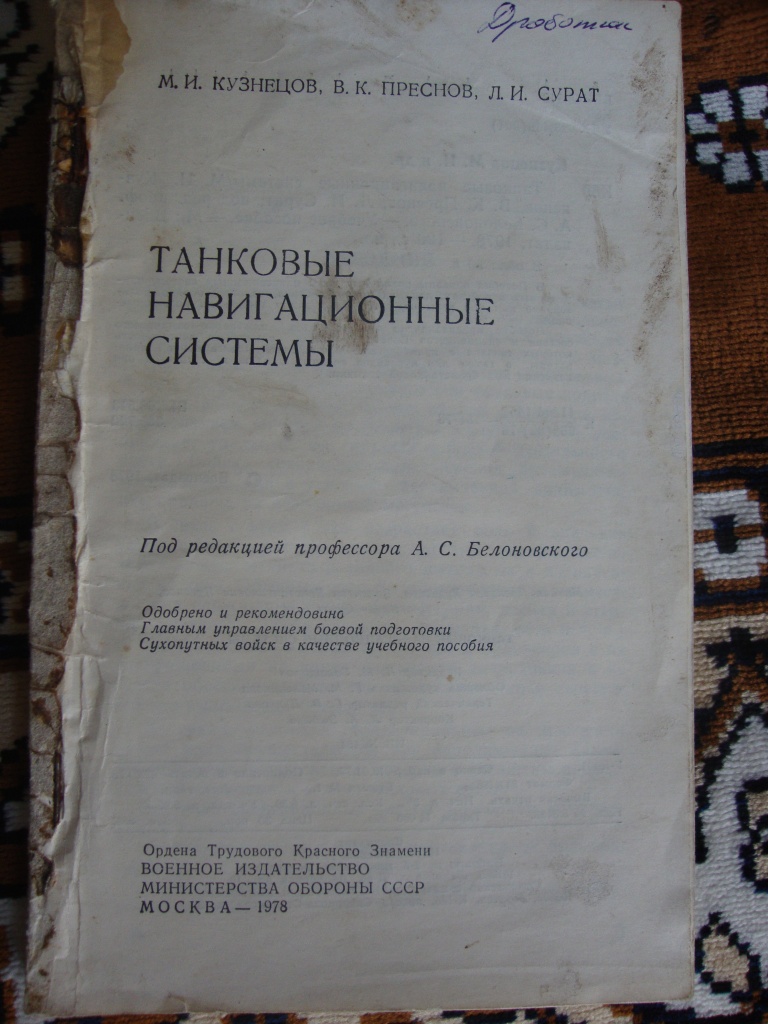 М. И. КУЗНЕЦОВ, В. К. ПРЕСНОВ, Л. И. СУРАТ
ТАНКОВЫЕ
НАВИГАЦИОННЫЕ
СИСТЕМЫ
Под редакцией профессора А. С. Белоновского
Одобрено и рекомендовано
Главным управлением боевой подготовки
Сухопутных войск в качестве учебного пособия
Ордена Трудового Красного Знамени
ВОЕННОЕ ИЗДАТЕЛЬСТВО
МИНИСТЕРСТВА ОБОРОНЫ СССР
МОСКВА — 1978